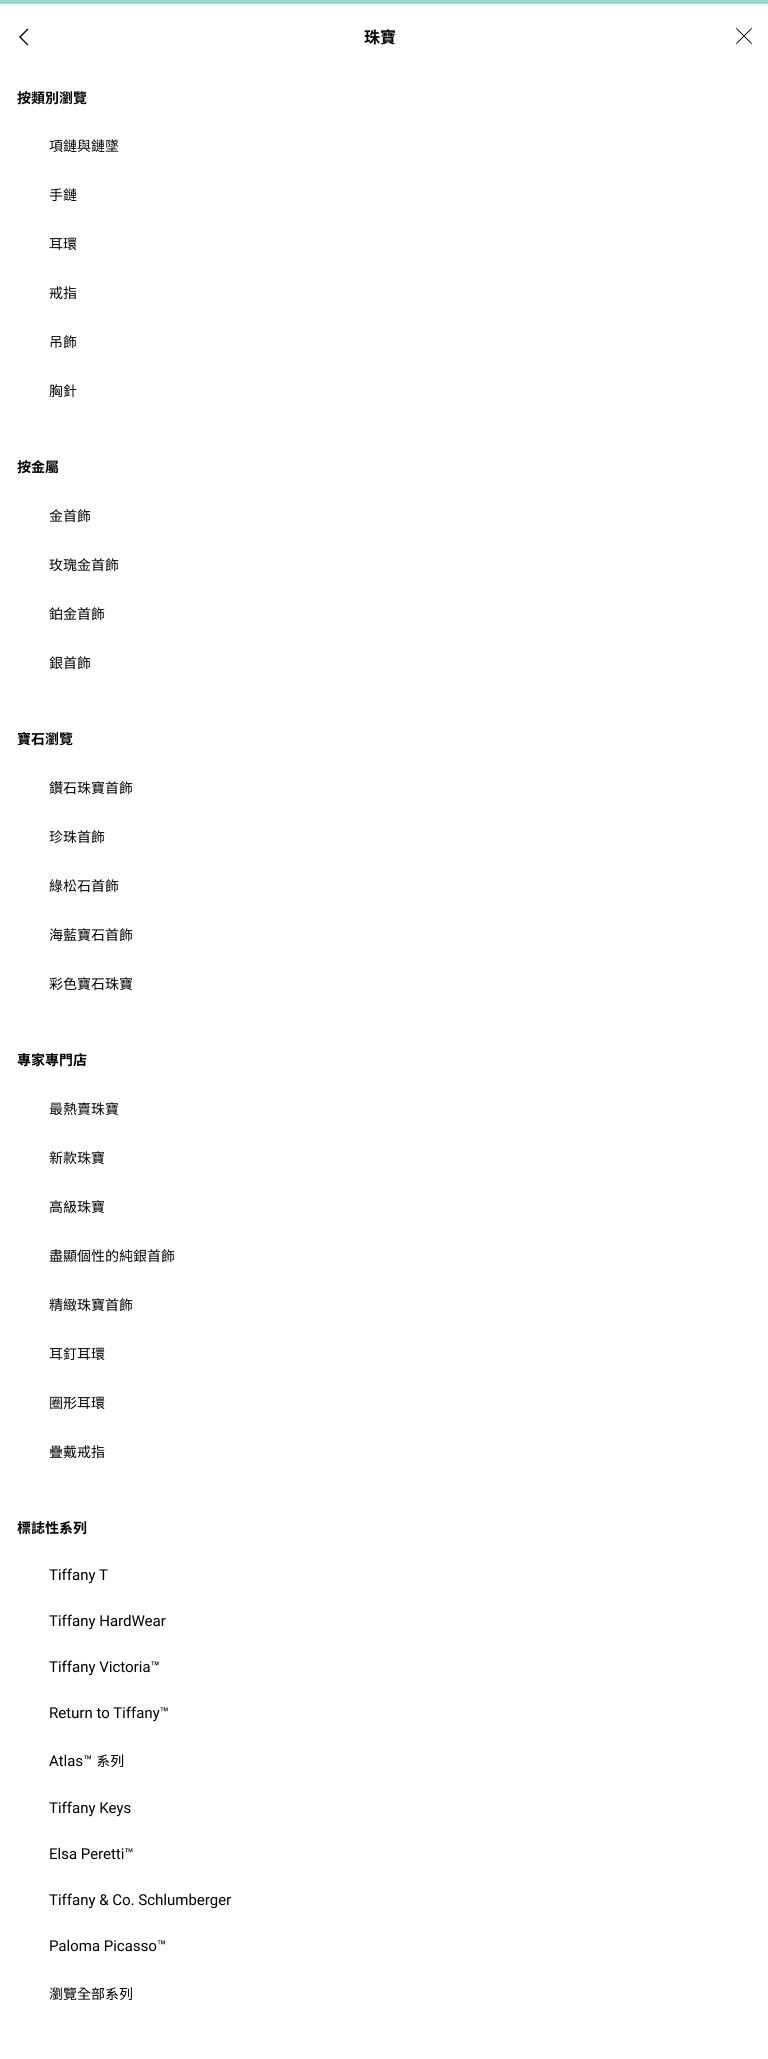 珠寶
按類別瀏覽
項鏈與鏈墜
手鏈
耳環
戒指
吊飾
胸針
按金屬
金首飾
玫瑰金首飾
鉑金首飾
銀首飾
寶石瀏覽
鑽石珠寶首飾
珍珠首飾
綠松石首飾
海藍寶石首飾
彩色寶石珠寶
專家專門店
最熱賣珠寶
新款珠寶
高級珠寶
盡顯個性的純銀首飾
精緻珠寶首飾
耳釘耳環
圈形耳環
疊戴戒指
標誌性系列
Tiffany T
Tiffany HardWear
Tiffany Victoria™
Return to Tiffany™
Atlas™ 系列
Tiffany Keys
Elsa Peretti™
Tiffany & Co. Schlumberger
Paloma Picasso™
瀏覽全部系列